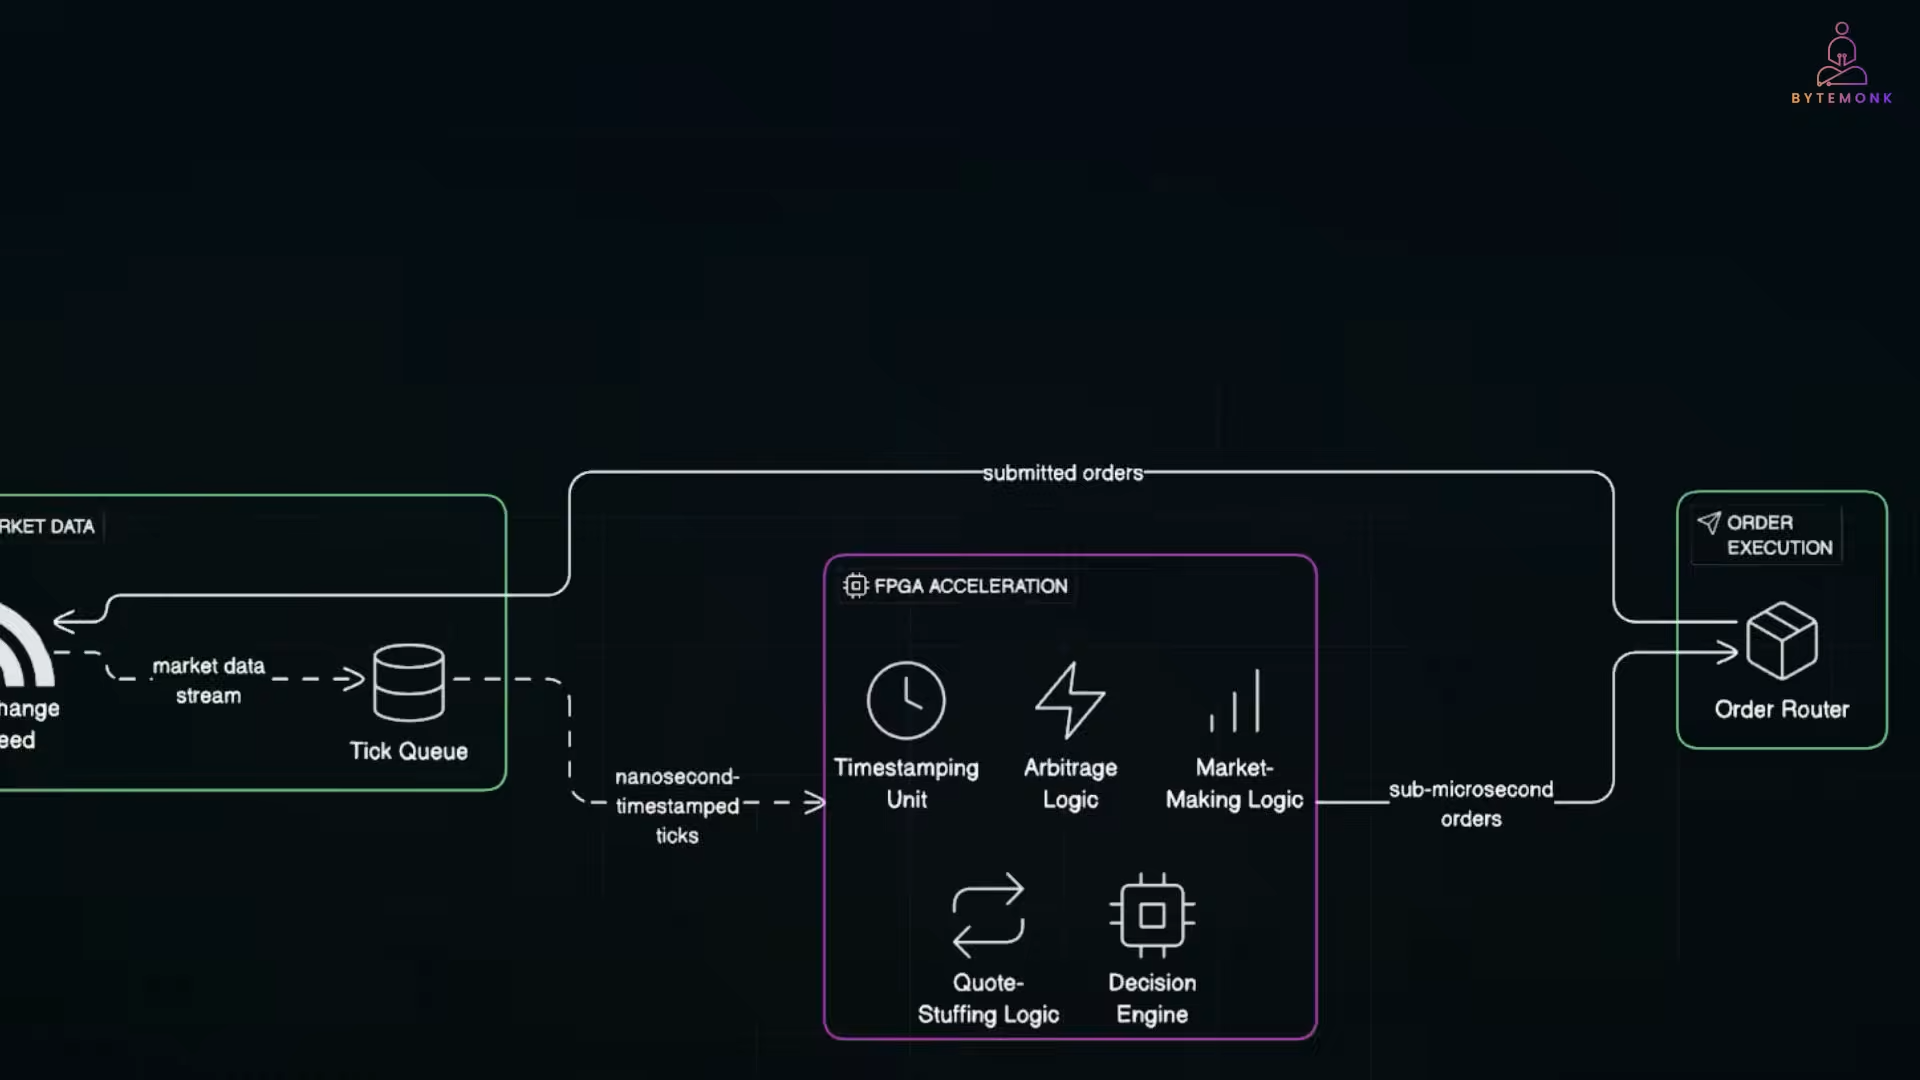 BYTEMONK
submitted orders
RKET DATA
ORDER
EXECUTION
FPGA ACCELERATION
market data
stream
hange
eed
Tick Queue
Order Router
nanosecond-
timestamped
ticks
Timestamping
Unit
Arbitrage
Logic
Market-
Making Logic
sub-microsecond
orders
Quote-
Stuffing Logic
Decision
Engine